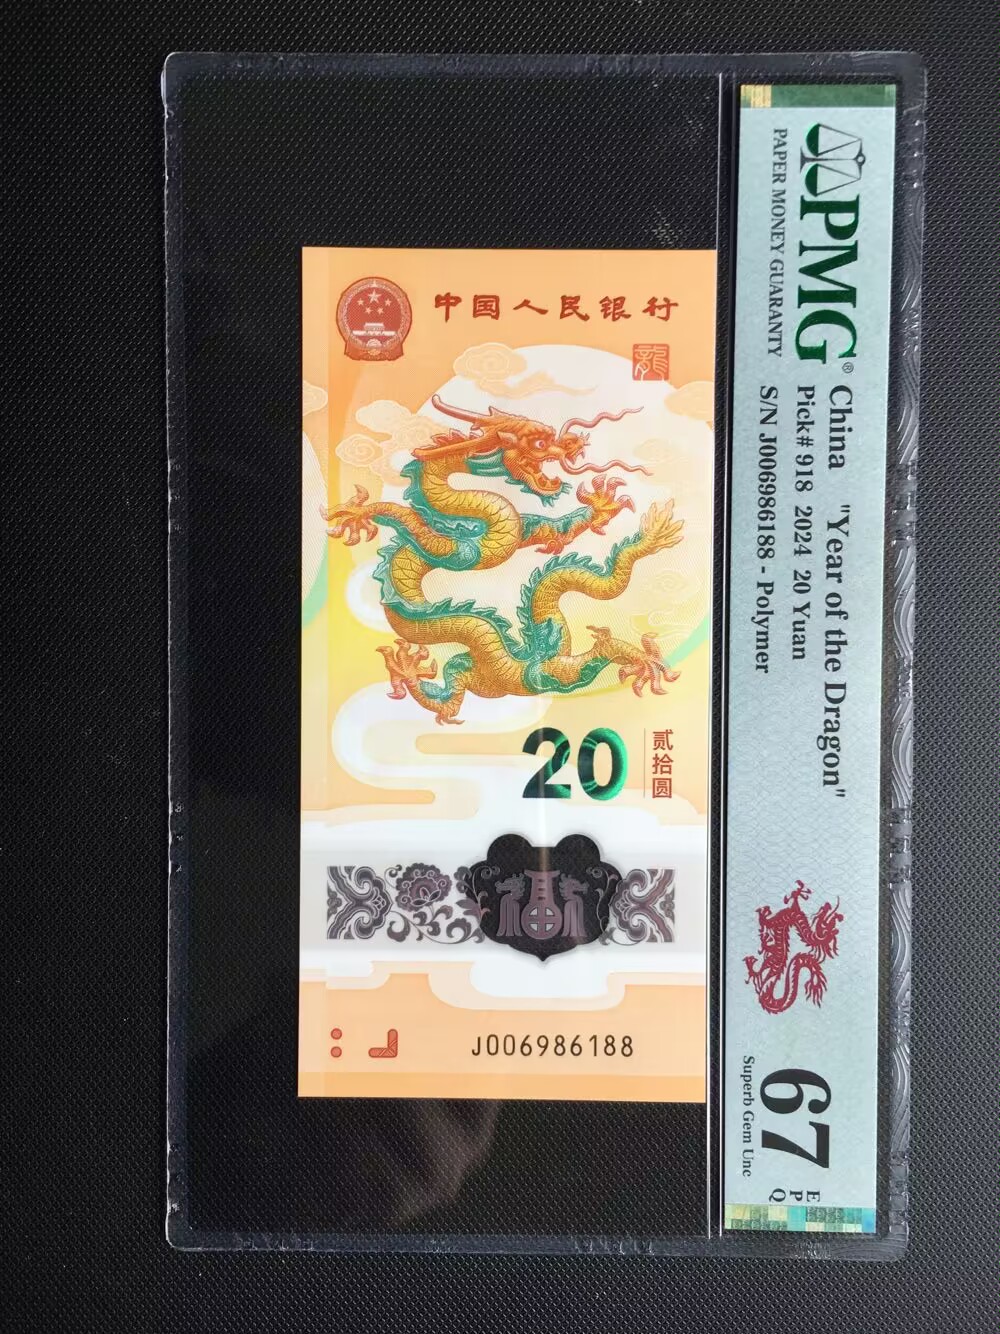 中国人民银行
龍
20
贰拾圆
J006986188
PMG®
PAPER MONEY GUARANTY
China "Year of the Dragon"
Pick# 918 2024 20 Yuan
S/N J006986188 - Polymer
67
EPQ
Superb Gem Unc